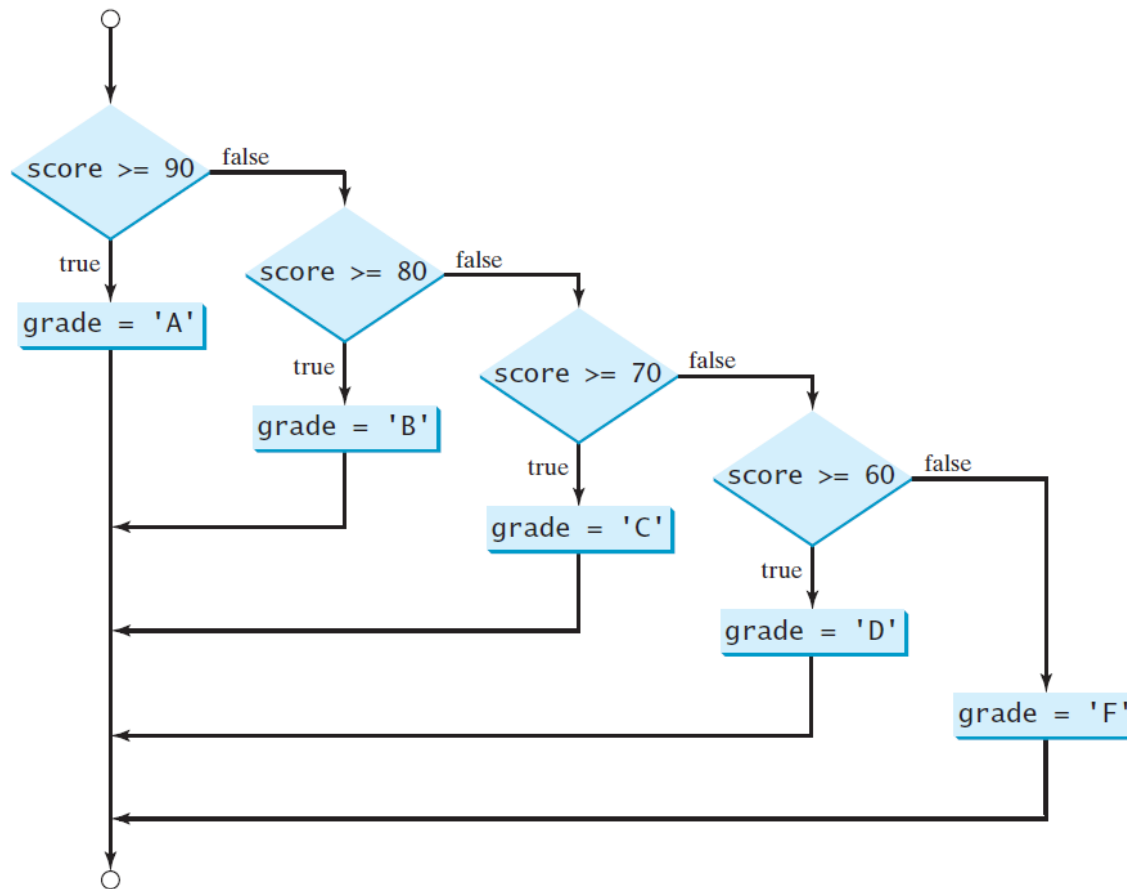 score >= 90
false
true
grade = 'A'
score >= 80
false
true
grade = 'B'
score >= 70
false
true
grade = 'C'
score >= 60
false
true
grade = 'D'
grade = 'F'